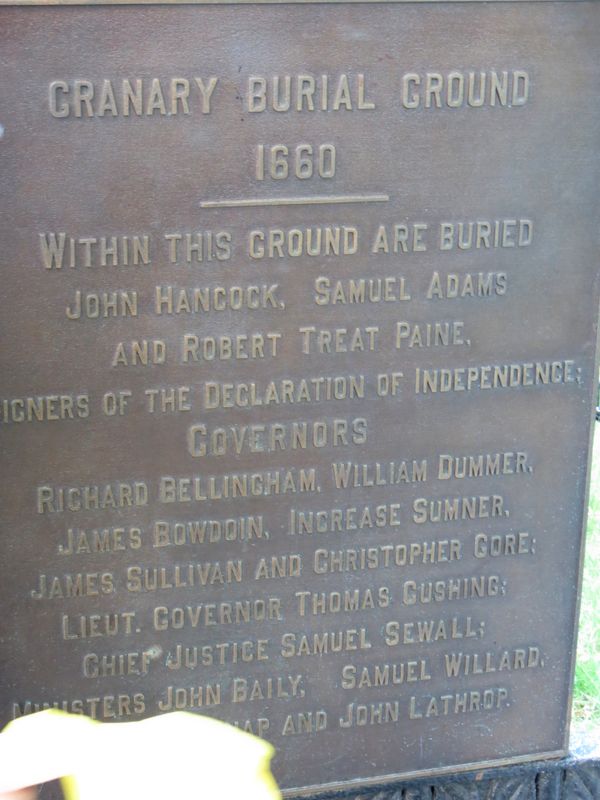 GRANARY BURIAL GROUND
1660
WITHIN THIS GROUND ARE BURIED
JOHN HANCOCK, SAMUEL ADAMS
AND ROBERT TREAT PAINE,
IGNERS OF THE DECLARATION OF INDEPENDENCE;
GOVERNORS
RICHARD BELLINGHAM, WILLIAM DUMMER,
JAMES BOWDOIN, INCREASE SUMNER,
JAMES SULLIVAN AND CHRISTOPHER GORE;
LIEUT. GOVERNOR THOMAS CUSHING;
CHIEF JUSTICE SAMUEL SEWALL;
MINISTERS JOHN BAILY, SAMUEL WILLARD,
AND JOHN LATHROP.